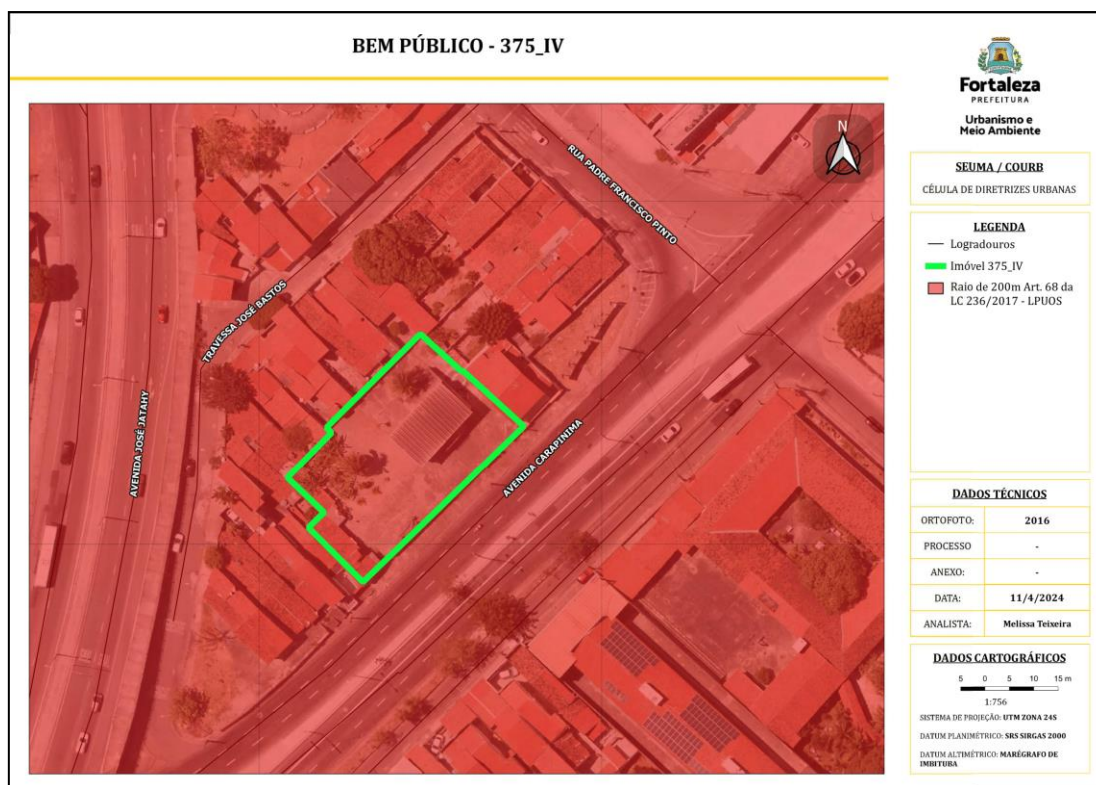 BEM PÚBLICO - 375_IV
RUA PADRE FRANCISCO PINTO
TRAVESSA JOSÉ BASTOS
AVENIDA JOSÉ JATAHY
AVENIDA CARAPINIMA
N
Fortaleza
PREFEITURA
Urbanismo e
Meio Ambiente
SEUMA / COURB
CÉLULA DE DIRETRIZES URBANAS
LEGENDA
Logradouros
Imóvel 375_IV
Raio de 200m Art. 68 da
LC 236/2017 - LPUOS
DADOS TÉCNICOS
ORTOFOTO: 2016
PROCESSO -
ANEXO: -
DATA: 11/4/2024
ANALISTA: Melissa Teixeira
DADOS CARTOGRÁFICOS
5 0 5 10 15 m
1:756
SISTEMA DE PROJEÇÃO: UTM ZONA 24S
DATUM PLANIMÉTRICO: SRS SIRGAS 2000
DATUM ALTIMÉTRICO: MARÉGRAFO DE
IMBITUBA